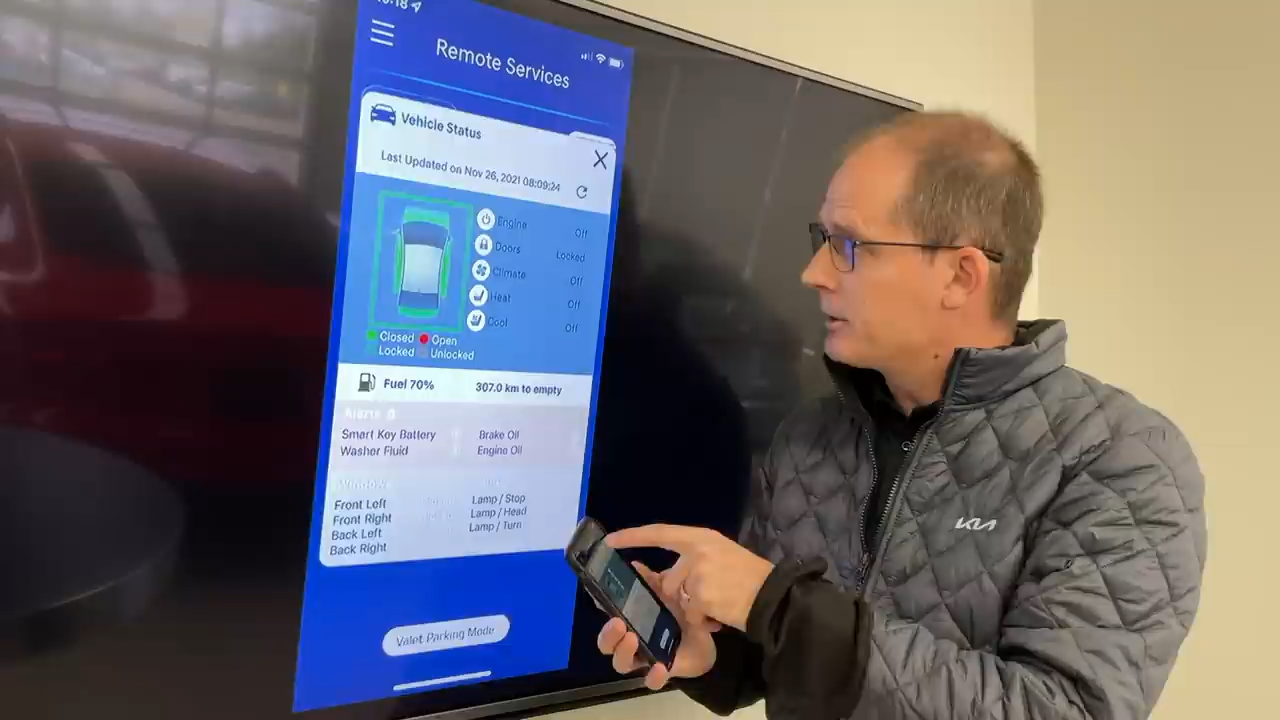 Remote Services
Vehicle Status
Last Updated on Nov 26, 2021 08:09:24
Engine Off
Doors Locked
Climate Off
Heat Off
Cool Off
Closed Open
Locked Unlocked
Fuel 70% 307.0 km to empty
Alerts
Smart Key Battery Brake Oil
Washer Fluid Engine Oil
Front Left Lamp / Stop
Front Right Lamp / Head
Back Left Lamp / Turn
Back Right
Valet Parking Mode
KIA